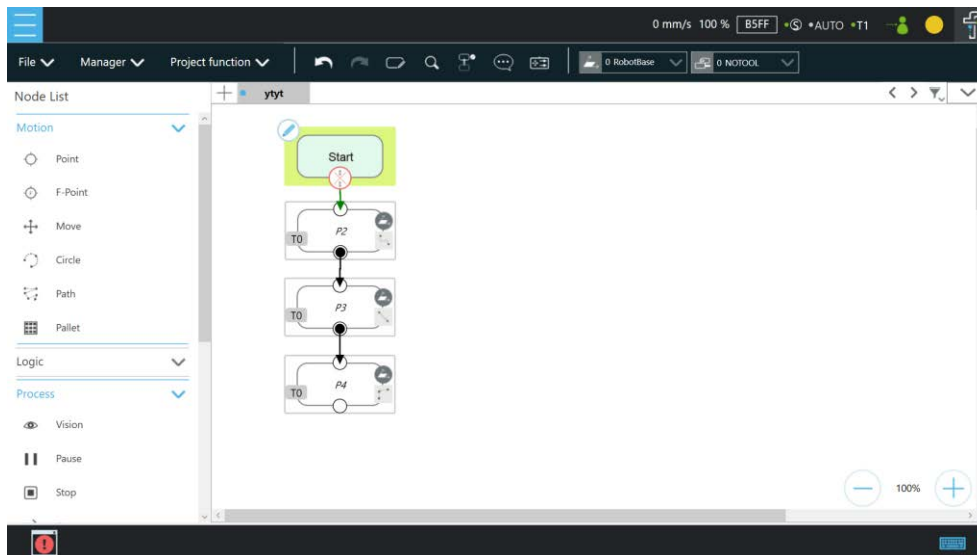 0 mm/s 100 % B5FF •Ⓢ •AUTO •T1
File Manager Project function 0 RobotBase 0 NOTOOL
Node List
ytyt
Motion
Point
F-Point
Move
Circle
Path
Pallet
Logic
Process
Vision
Pause
Stop
Start
P2
T0
P3
T0
P4
T0
100%